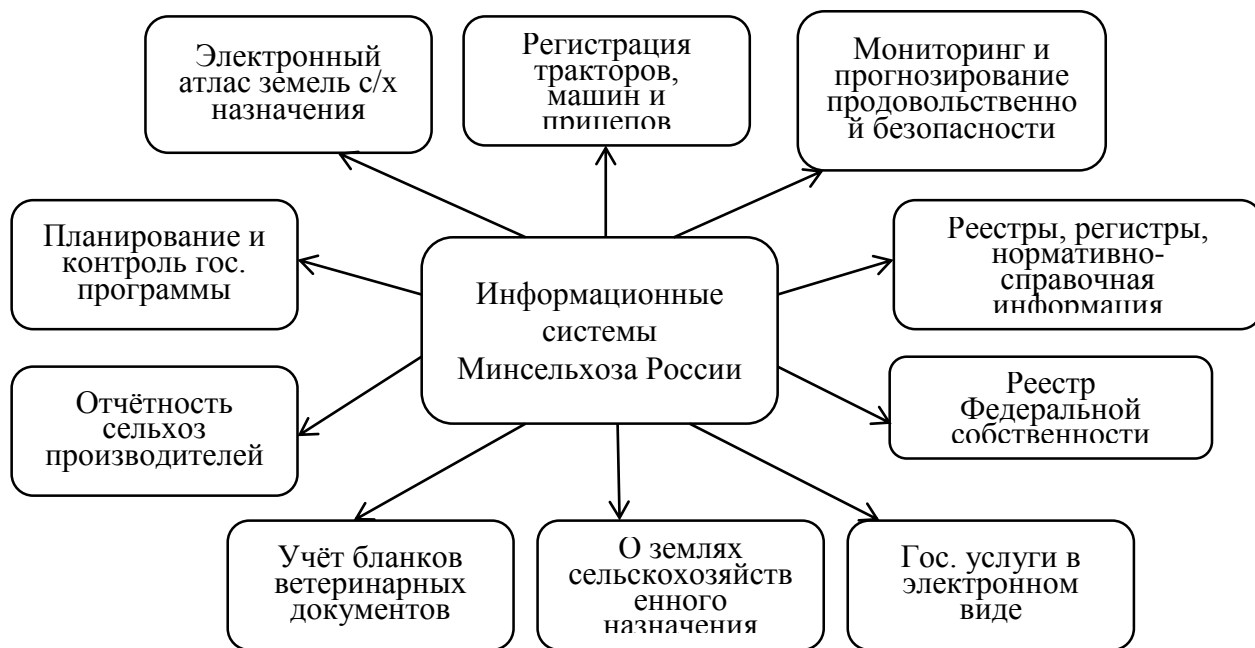 Электронный
атлас земель с/х
назначения
Регистрация
тракторов,
машин и
прицепов
Мониторинг и
прогнозирование
продовольственно
й безопасности
Планирование и
контроль гос.
программы
Информационные
системы
Минсельхоза России
Реестры, регистры,
нормативно-
справочная
информация
Отчётность
сельхоз
производителей
Реестр
Федеральной
собственности
Учёт бланков
ветеринарных
документов
О землях
сельскохозяйств
енного
назначения
Гос. услуги в
электронном
виде